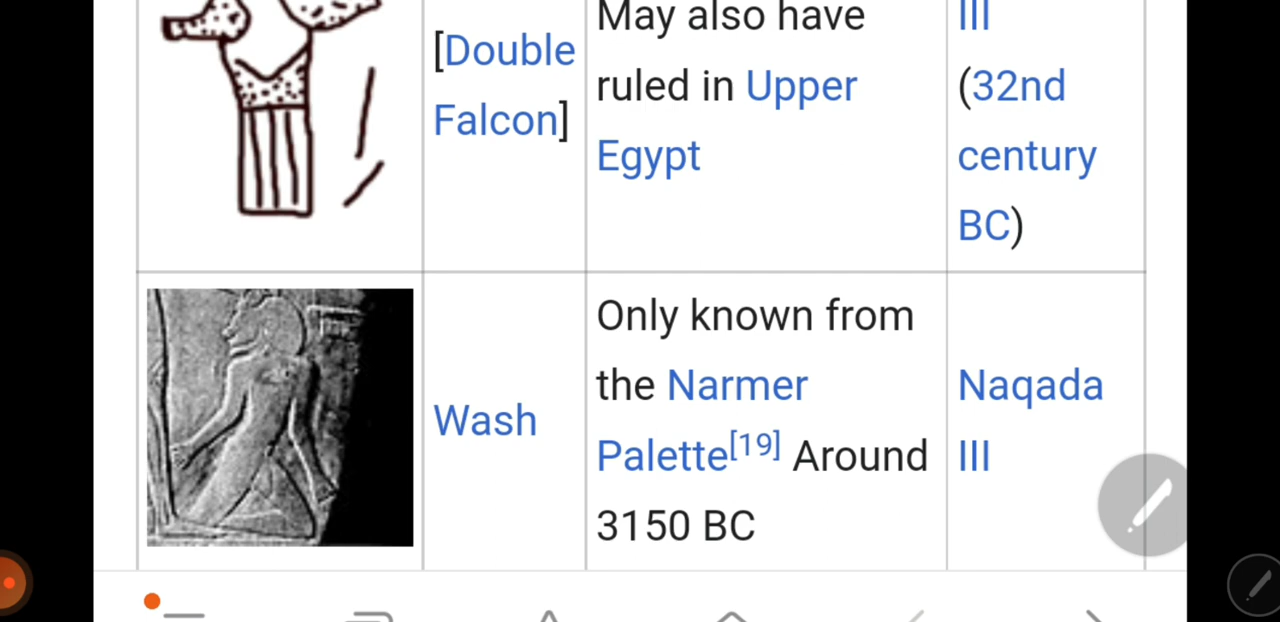 [Double
Falcon]
May also have
ruled in Upper
Egypt
III
(32nd
century
BC)
Wash
Only known from
the Narmer
Palette[19] Around
3150 BC
Naqada
III